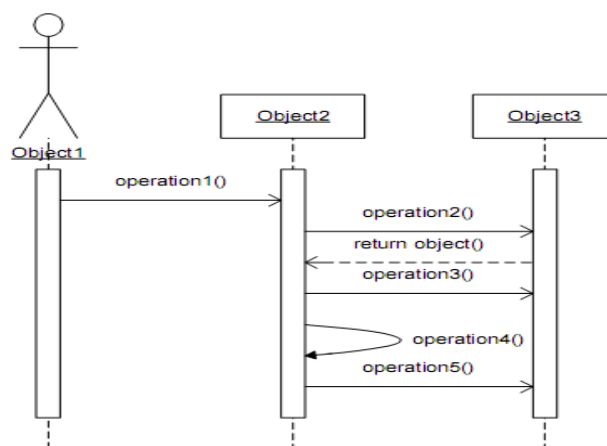 Object2
Object3
Object1
operation1()
operation2()
return object()
operation3()
operation4()
operation5()